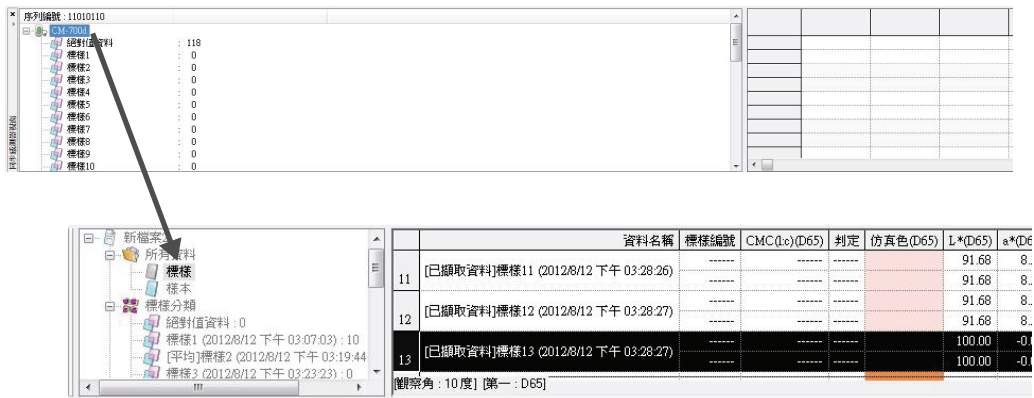 序列編號 : 11010110
CM-700d
絕對值資料 : 118
標樣1 : 0
標樣2 : 0
標樣3 : 0
標樣4 : 0
標樣5 : 0
標樣6 : 0
標樣7 : 0
標樣8 : 0
標樣9 : 0
標樣10 : 0
新檔案2
所有資料
標樣
樣本
標樣分類
絕對值資料 : 0
標樣1 (2012/8/12 下午 03:07:03) : 10
[平均]標樣2 (2012/8/12 下午 03:19:44
標樣3 (2012/8/12 下午 03:23:23) : 0
資料名稱 標樣編號 CMC(l:c)(D65) 判定 仿真色(D65) L*(D65) a*(D6
11 [已擷取資料]標樣11 (2012/8/12 下午 03:28:26) ------ ------ ------ 91.68 8.
------ ------ ------ 91.68 8.
12 [已擷取資料]標樣12 (2012/8/12 下午 03:28:27) ------ ------ ------ 91.68 8.
------ ------ ------ 91.68 8.
13 [已擷取資料]標樣13 (2012/8/12 下午 03:28:27) ------ ------ ------ 100.00 -0.
------ ------ ------ 100.00 -0.
[觀察角 : 10 度] [第一 : D65]